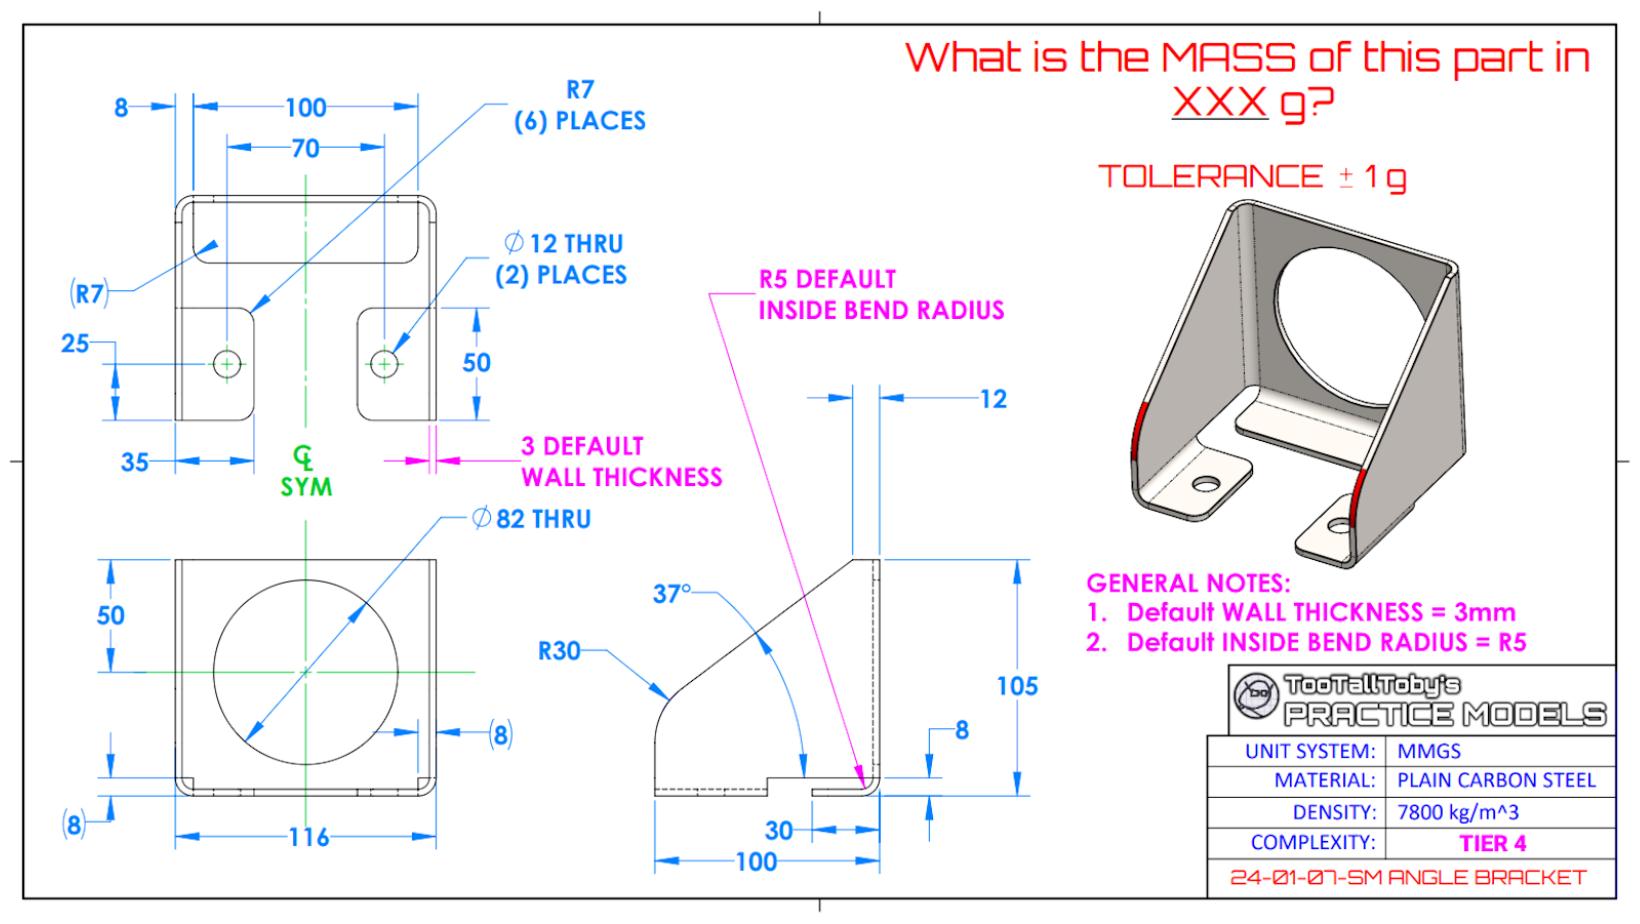 What is the MASS of this part in
XXX g?
TOLERANCE ± 1 g
8
100
70
R7
(6) PLACES
∅ 12 THRU
(2) PLACES
(R7)
25
50
35
℄
SYM
3 DEFAULT
WALL THICKNESS
R5 DEFAULT
INSIDE BEND RADIUS
12
∅ 82 THRU
50
(8)
(8)
116
37°
R30
105
8
30
100
GENERAL NOTES:
1. Default WALL THICKNESS = 3mm
2. Default INSIDE BEND RADIUS = R5
TooTallToby's
PRACTICE MODELS
UNIT SYSTEM: MMGS
MATERIAL: PLAIN CARBON STEEL
DENSITY: 7800 kg/m^3
COMPLEXITY: TIER 4
24-01-07-SM ANGLE BRACKET